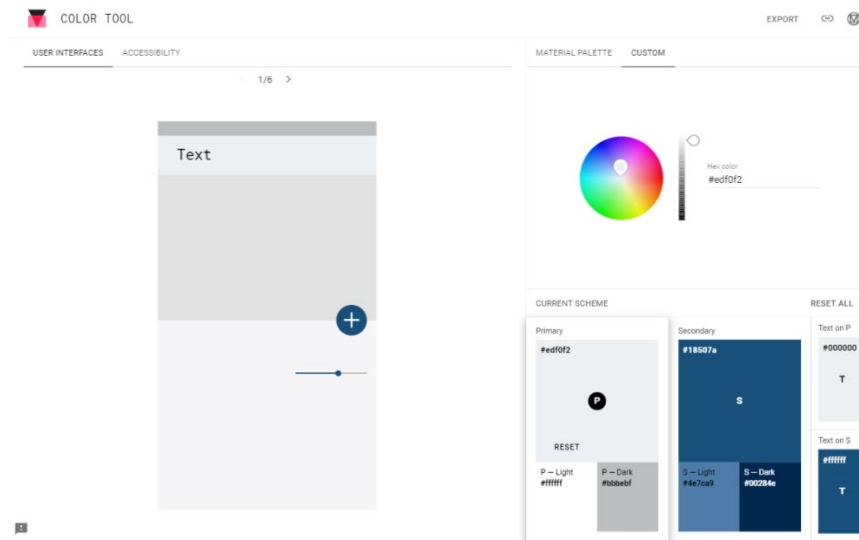 COLOR TOOL
EXPORT
USER INTERFACES ACCESSIBILITY
MATERIAL PALETTE CUSTOM
1/6
Text
Hex color
#edf0f2
CURRENT SCHEME RESET ALL
Primary
#edf0f2
P
RESET
P – Light
#ffffff
P – Dark
#bbbebf
Secondary
#18507a
S
S – Light
#4e7ca9
S – Dark
#00284e
Text on P
#000000
T
Text on S
#ffffff
T